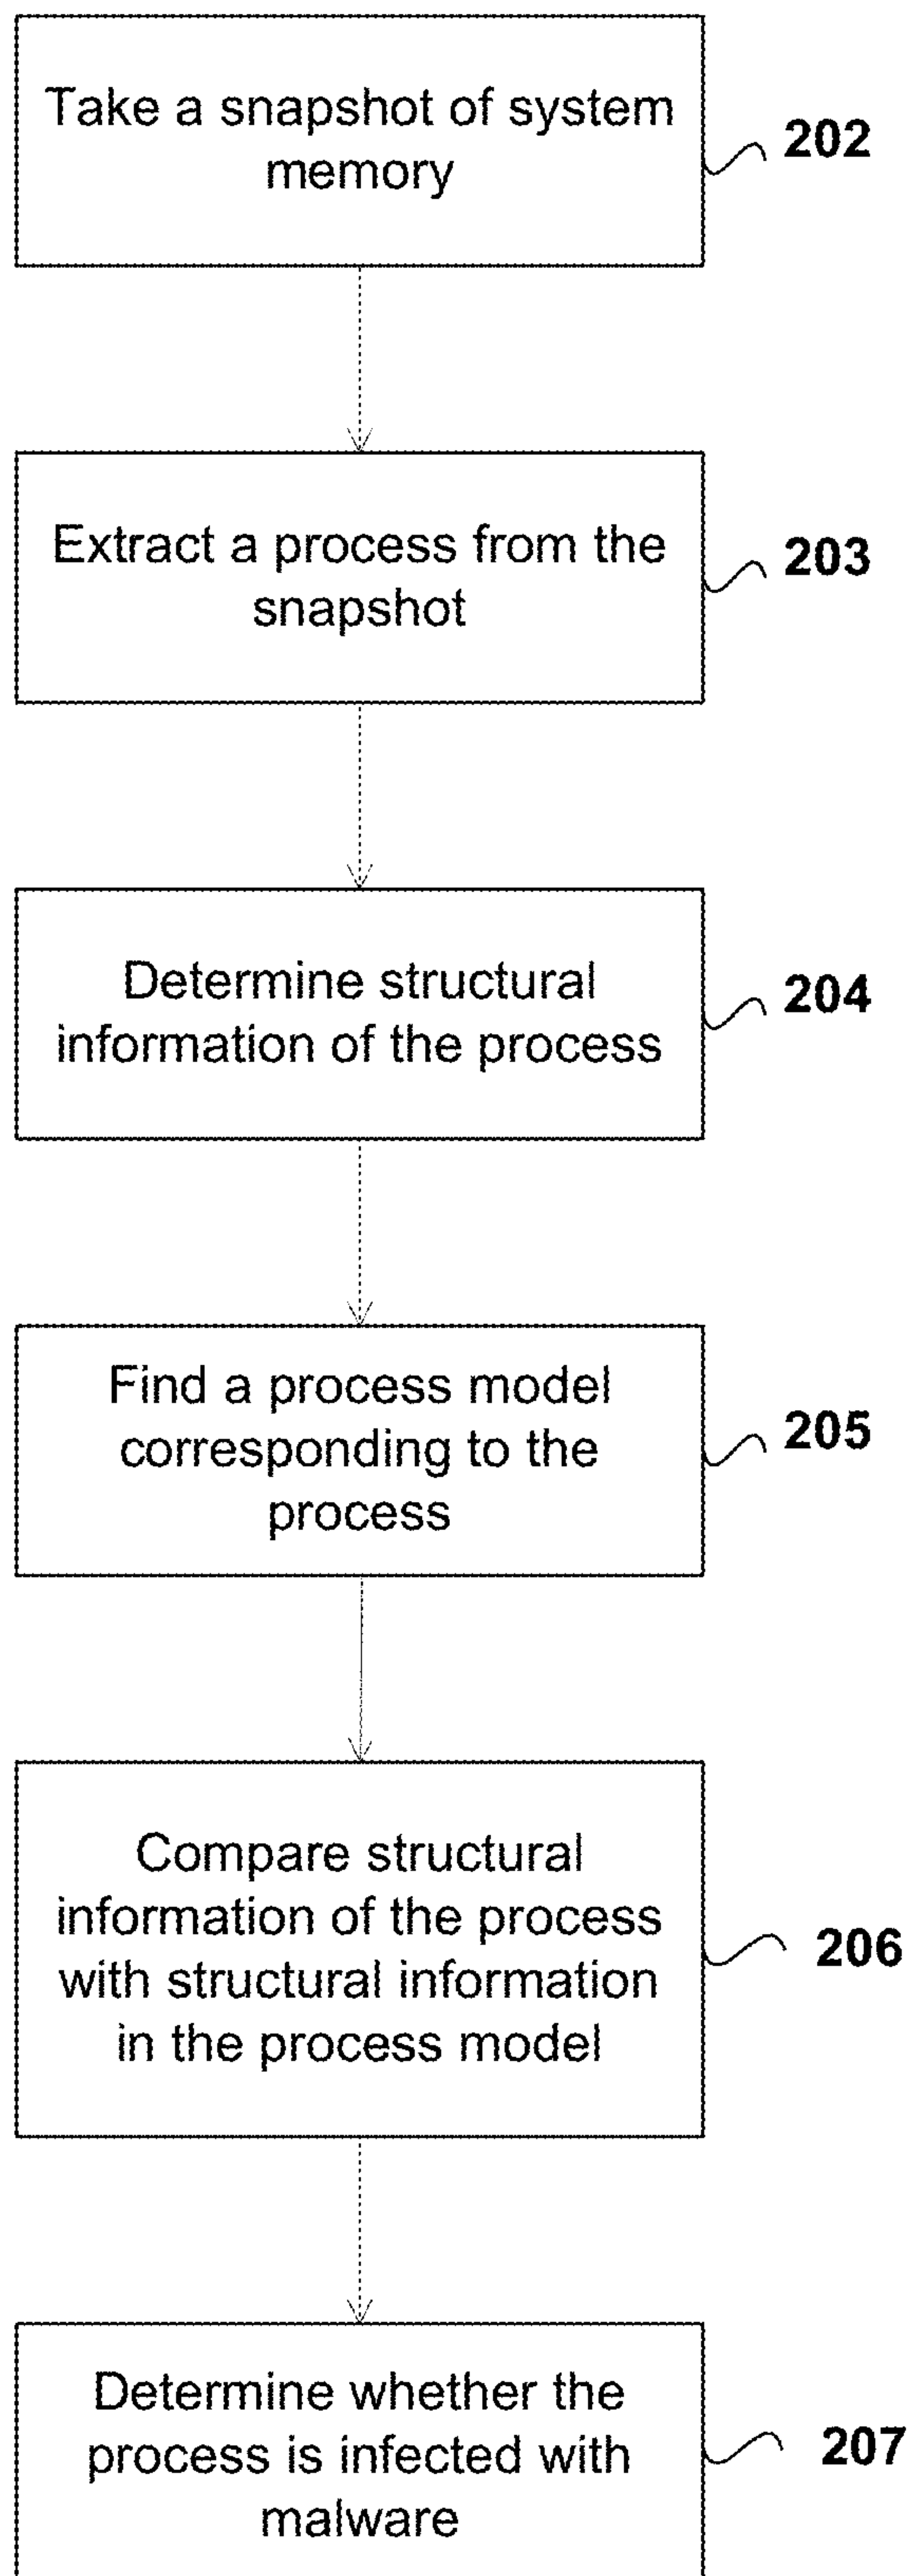 Take a snapshot of system
memory
202
Extract a process from the
snapshot
203
Determine structural
information of the process
204
Find a process model
corresponding to the
process
205
Compare structural
information of the process
with structural information
in the process model
206
Determine whether the
process is infected with
malware
207